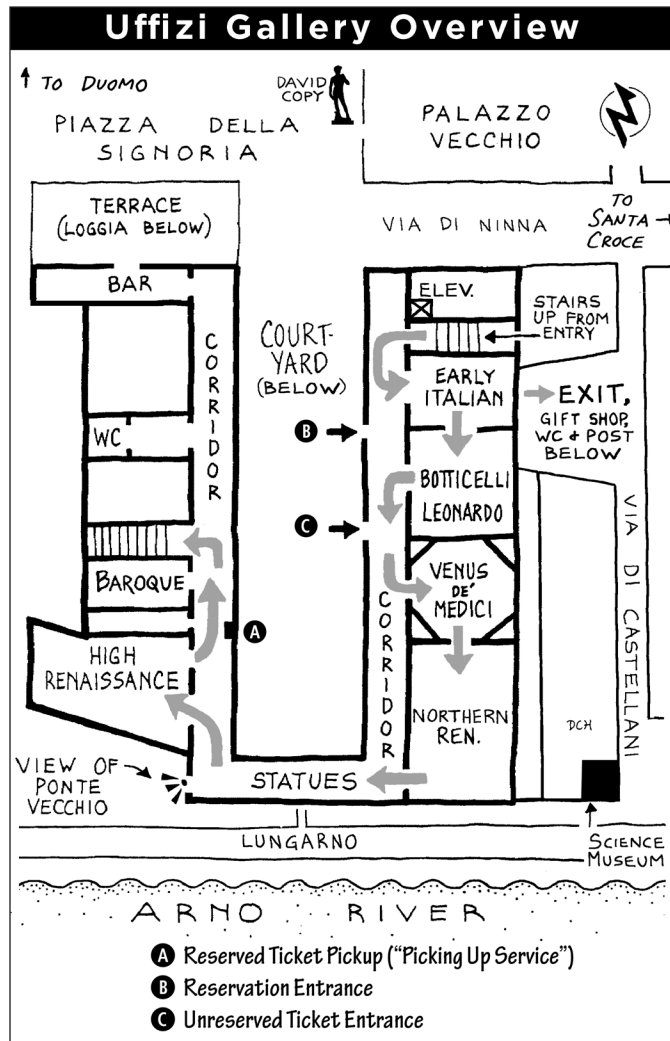 Uffizi Gallery Overview
TO DUOMO
DAVID
COPY
PIAZZA DELLA
SIGNORIA
PALAZZO
VECCHIO
N
TO
SANTA
CROCE
TERRACE
(LOGGIA BELOW)
VIA DI NINNA
BAR
ELEV.
STAIRS
UP FROM
ENTRY
CORRIDOR
COURT-
YARD
(BELOW)
EARLY
ITALIAN
EXIT,
GIFT SHOP,
WC & POST
BELOW
B
WC
BOTTICELLI
LEONARDO
C
VIA DI CASTELLANI
BAROQUE
VENUS
DE'
MEDICI
CORRIDOR
A
HIGH
RENAISSANCE
NORTHERN
REN.
DCH
VIEW OF
PONTE
VECCHIO
STATUES
LUNGARNO
SCIENCE
MUSEUM
ARNO RIVER
A Reserved Ticket Pickup ("Picking Up Service")
B Reservation Entrance
C Unreserved Ticket Entrance